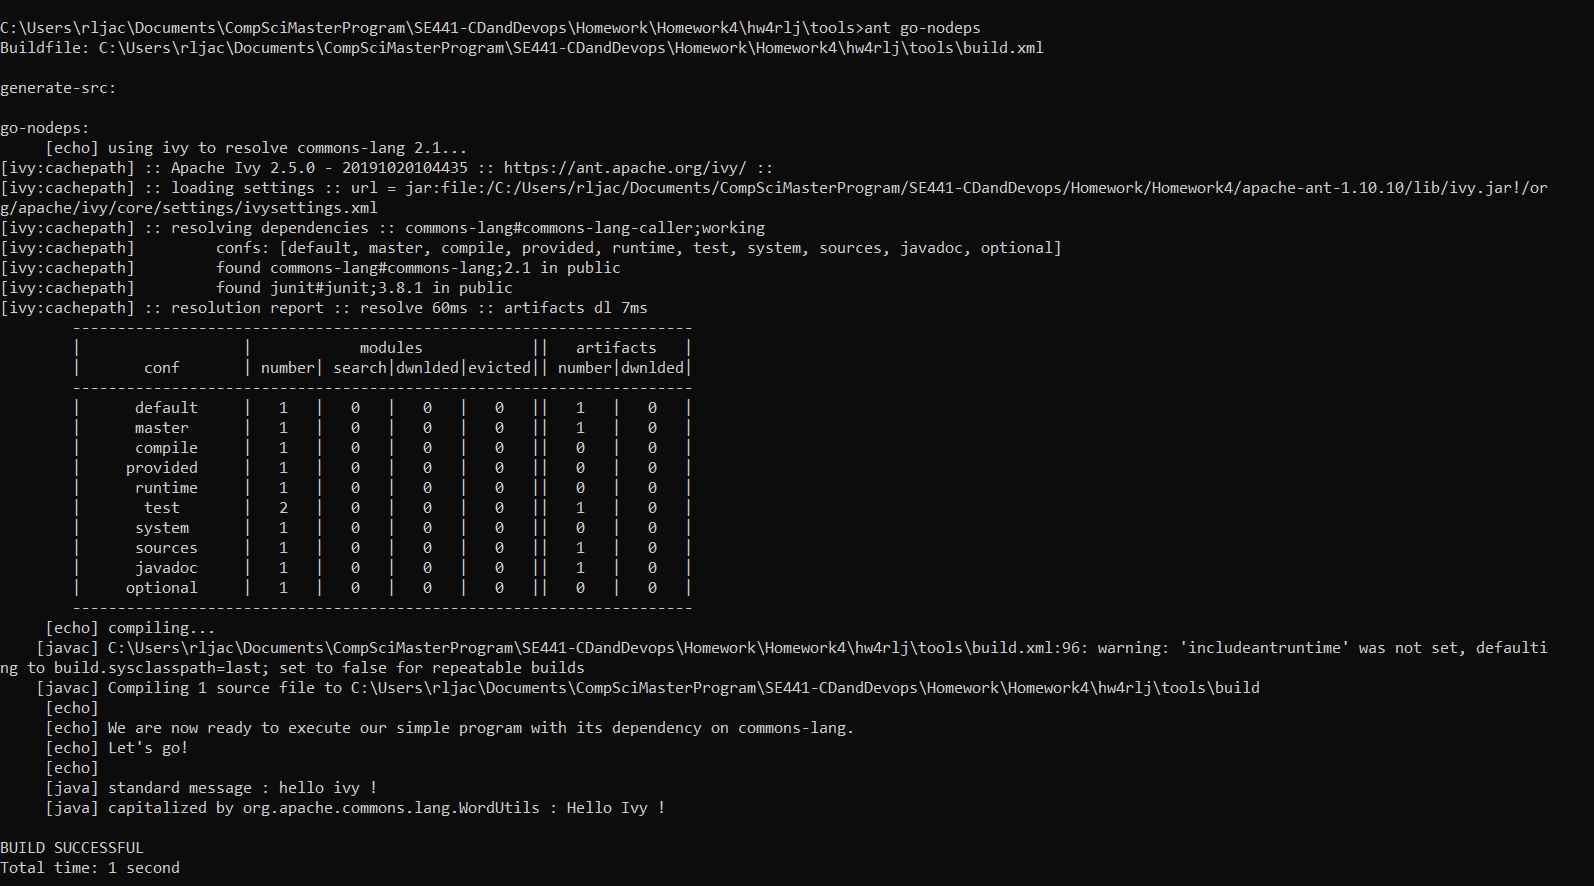 C:\Users\rljac\Documents\CompSciMasterProgram\SE441-CDandDevops\Homework\Homework4\hw4rlj\tools>ant go-nodeps
Buildfile: C:\Users\rljac\Documents\CompSciMasterProgram\SE441-CDandDevops\Homework\Homework4\hw4rlj\tools\build.xml

generate-src:

go-nodeps:
     [echo] using ivy to resolve commons-lang 2.1...
[ivy:cachepath] :: Apache Ivy 2.5.0 - 20191020104435 :: https://ant.apache.org/ivy/ ::
[ivy:cachepath] :: loading settings :: url = jar:file:/C:/Users/rljac/Documents/CompSciMasterProgram/SE441-CDandDevops/Homework/Homework4/apache-ant-1.10.10/lib/ivy.jar!/or
g/apache/ivy/core/settings/ivysettings.xml
[ivy:cachepath] :: resolving dependencies :: commons-lang#commons-lang-caller;working
[ivy:cachepath]         confs: [default, master, compile, provided, runtime, test, system, sources, javadoc, optional]
[ivy:cachepath]         found commons-lang#commons-lang;2.1 in public
[ivy:cachepath]         found junit#junit;3.8.1 in public
[ivy:cachepath] :: resolution report :: resolve 60ms :: artifacts dl 7ms
        ---------------------------------------------------------------------
        |                  |            modules            ||   artifacts   |
        |       conf       | number| search|dwnlded|evicted|| number|dwnlded|
        ---------------------------------------------------------------------
        |      default     |   1   |   0   |   0   |   0   ||   1   |   0   |
        |      master      |   1   |   0   |   0   |   0   ||   1   |   0   |
        |      compile     |   1   |   0   |   0   |   0   ||   0   |   0   |
        |     provided     |   1   |   0   |   0   |   0   ||   0   |   0   |
        |      runtime     |   1   |   0   |   0   |   0   ||   0   |   0   |
        |       test       |   2   |   0   |   0   |   0   ||   1   |   0   |
        |      system      |   1   |   0   |   0   |   0   ||   0   |   0   |
        |      sources     |   1   |   0   |   0   |   0   ||   1   |   0   |
        |      javadoc     |   1   |   0   |   0   |   0   ||   1   |   0   |
        |     optional     |   1   |   0   |   0   |   0   ||   0   |   0   |
        ---------------------------------------------------------------------
     [echo] compiling...
    [javac] C:\Users\rljac\Documents\CompSciMasterProgram\SE441-CDandDevops\Homework\Homework4\hw4rlj\tools\build.xml:96: warning: 'includeantruntime' was not set, defaulti
ng to build.sysclasspath=last; set to false for repeatable builds
    [javac] Compiling 1 source file to C:\Users\rljac\Documents\CompSciMasterProgram\SE441-CDandDevops\Homework\Homework4\hw4rlj\tools\build
     [echo]
     [echo] We are now ready to execute our simple program with its dependency on commons-lang.
     [echo] Let's go!
     [echo]
     [java] standard message : hello ivy !
     [java] capitalized by org.apache.commons.lang.WordUtils : Hello Ivy !

BUILD SUCCESSFUL
Total time: 1 second